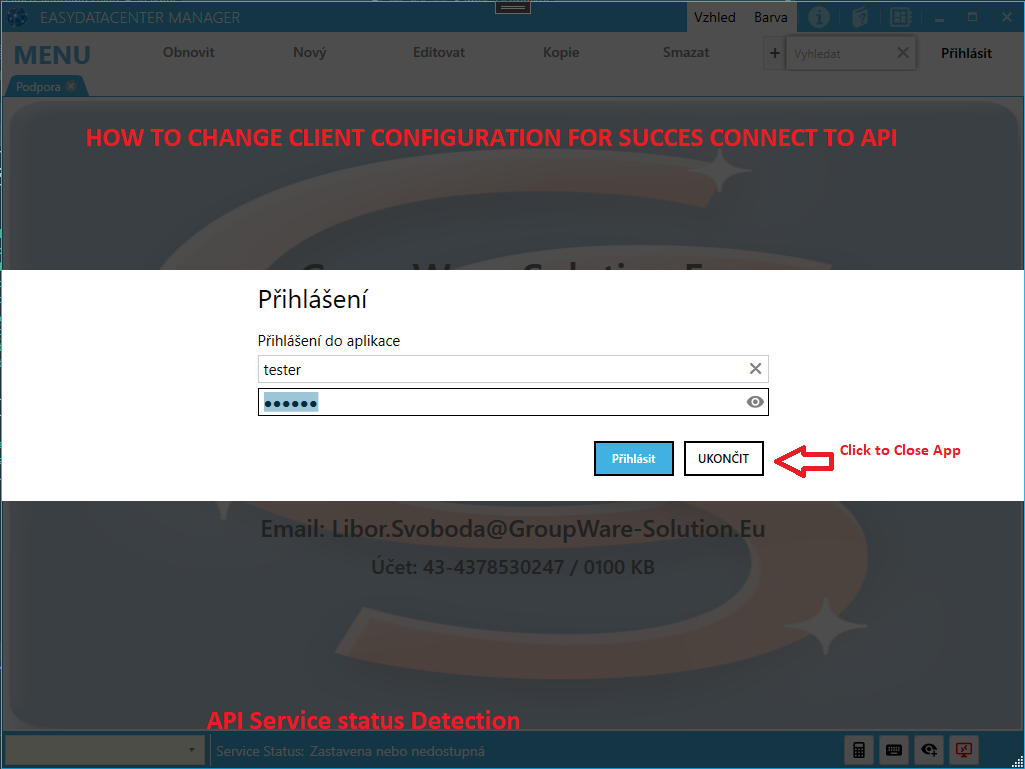 EASYDATACENTER MANAGER
Vzhled Barva
MENU
Obnovit Nový Editovat Kopie Smazat
+ Vyhledat
Přihlásit
Podpora
HOW TO CHANGE CLIENT CONFIGURATION FOR SUCCES CONNECT TO API
Přihlášení
Přihlášení do aplikace
tester
Přihlásit UKONČIT
Click to Close App
Email: Libor.Svoboda@GroupWare-Solution.Eu
Účet: 43-4378530247 / 0100 KB
API Service status Detection
Service Status: Zastavena nebo nedostupná